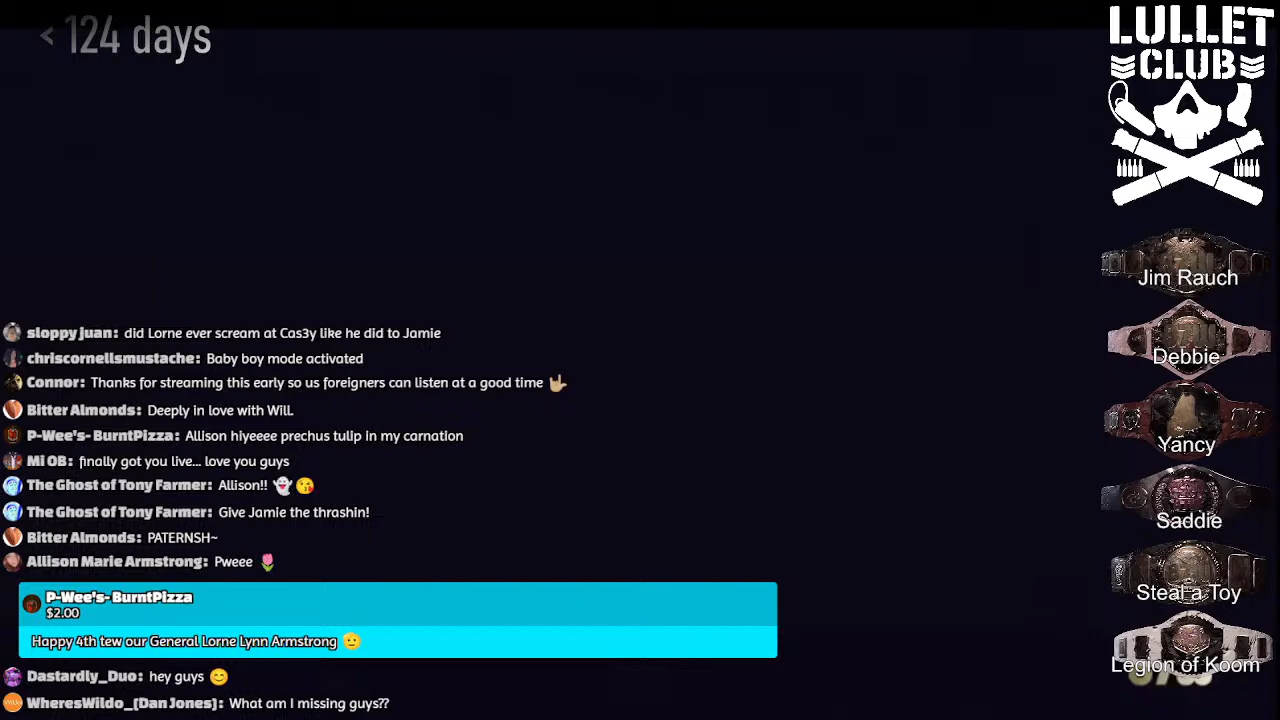 < 124 days
LULLET
CLUB
Jim Rauch
Debbie
Yancy
Saddie
Steal a Toy
Legion of Koom
sloppy juan: did Lorne ever scream at Cas3y like he did to Jamie
chriscornellsmustache: Baby boy mode activated
Connor: Thanks for streaming this early so us foreigners can listen at a good time 🤟🏼
Bitter Almonds: Deeply in love with WilL
P-Wee's- BurntPizza: Allison hiyeeee prechus tulip in my carnation
Mi OB: finally got you live... love you guys
The Ghost of Tony Farmer: Allison!! 👻 😘
The Ghost of Tony Farmer: Give Jamie the thrashin!
Bitter Almonds: PATERNSH~
Allison Marie Armstrong: Pweee 🌷
P-Wee's- BurntPizza
$2.00
Happy 4th tew our General Lorne Lynn Armstrong 🫡
Dastardly_Duo: hey guys 😊
WheresWildo_[Dan Jones]: What am I missing guys??